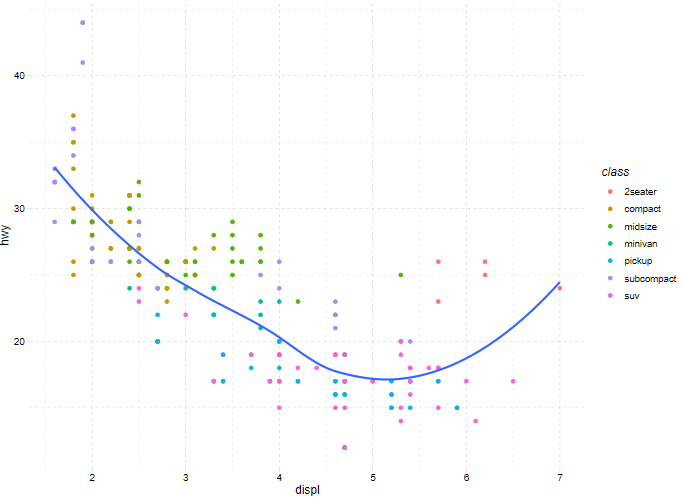 40
30
20
hwy
2
3
4
5
6
7
displ
class
2seater
compact
midsize
minivan
pickup
subcompact
suv